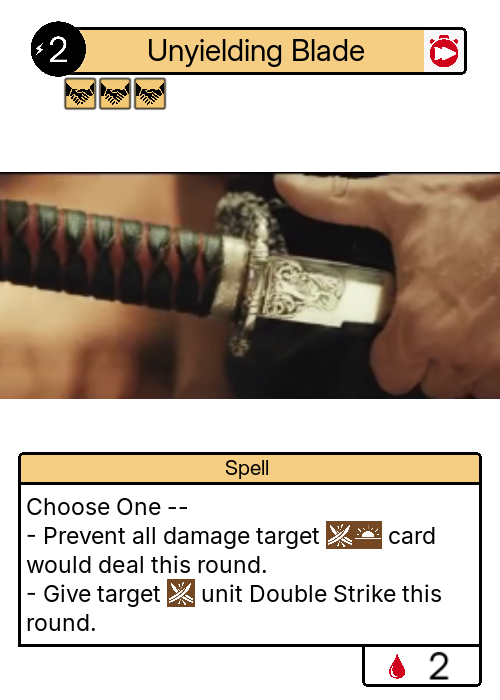 2
Unyielding Blade
Spell
Choose One --
- Prevent all damage target card
would deal this round.
- Give target unit Double Strike this
round.
2